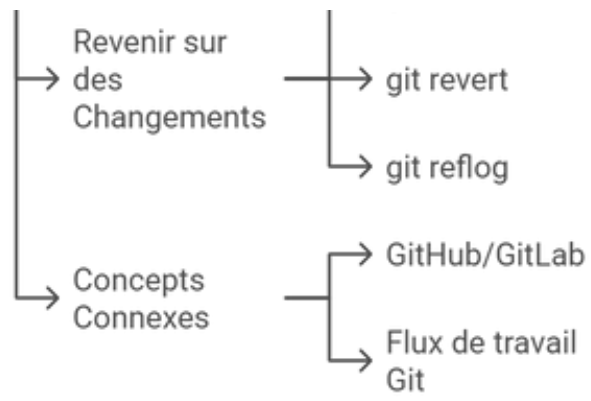 Revenir sur
des
Changements
git revert
git reflog
Concepts
Connexes
GitHub/GitLab
Flux de travail
Git